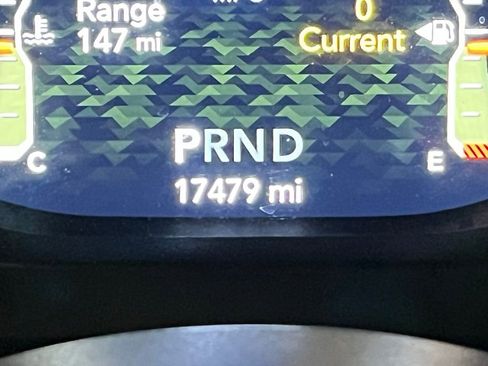 Range
147 mi
0
Current
PRND
17479 mi
C
E